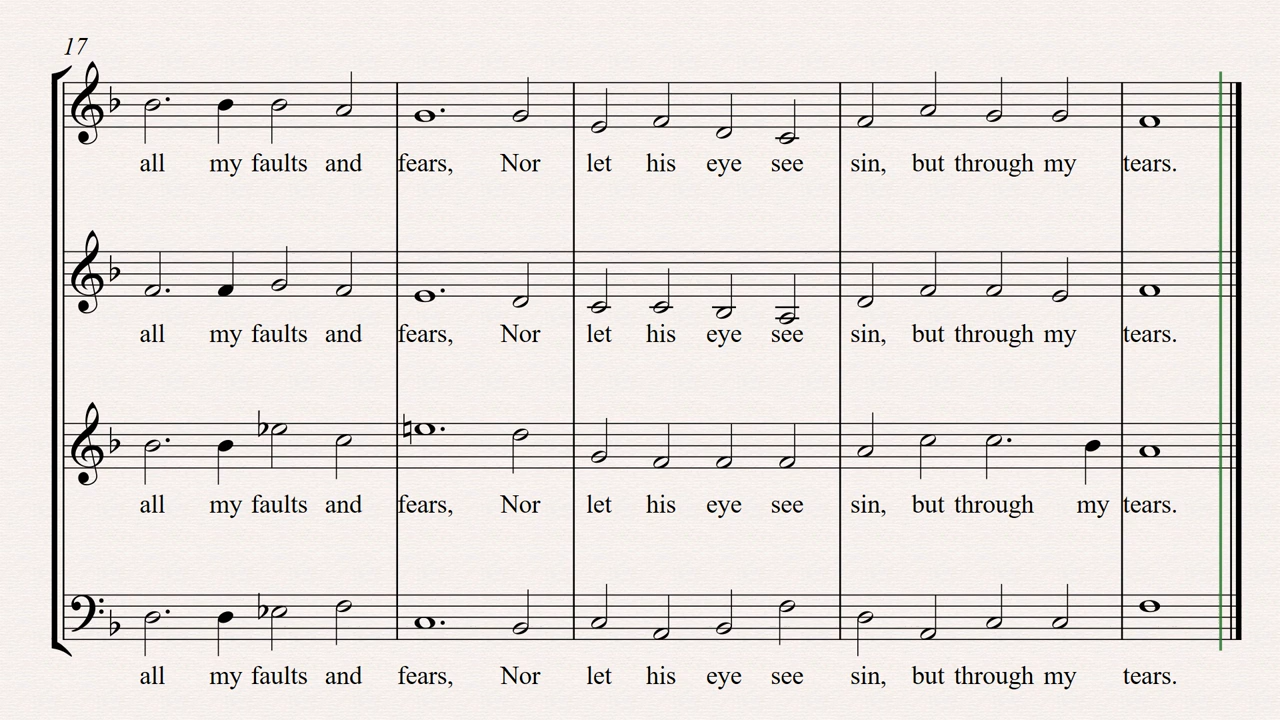 17
all my faults and fears, Nor let his eye see sin, but through my tears.
all my faults and fears, Nor let his eye see sin, but through my tears.
all my faults and fears, Nor let his eye see sin, but through my tears.
all my faults and fears, Nor let his eye see sin, but through my tears.